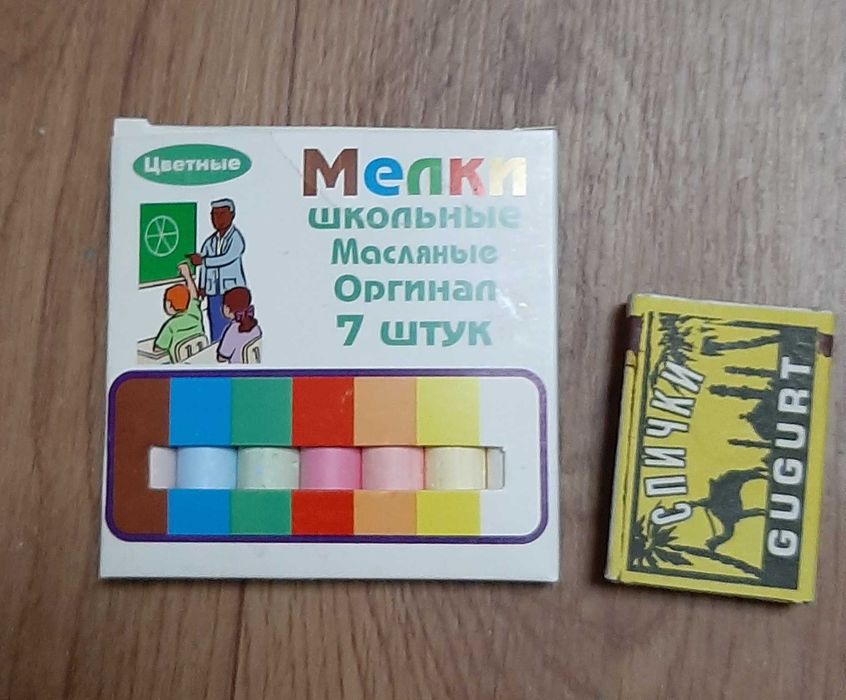 Цветные
Мелки
школьные
Масляные
Оргинал
7 штук
СПИЧКИ
GUGURT